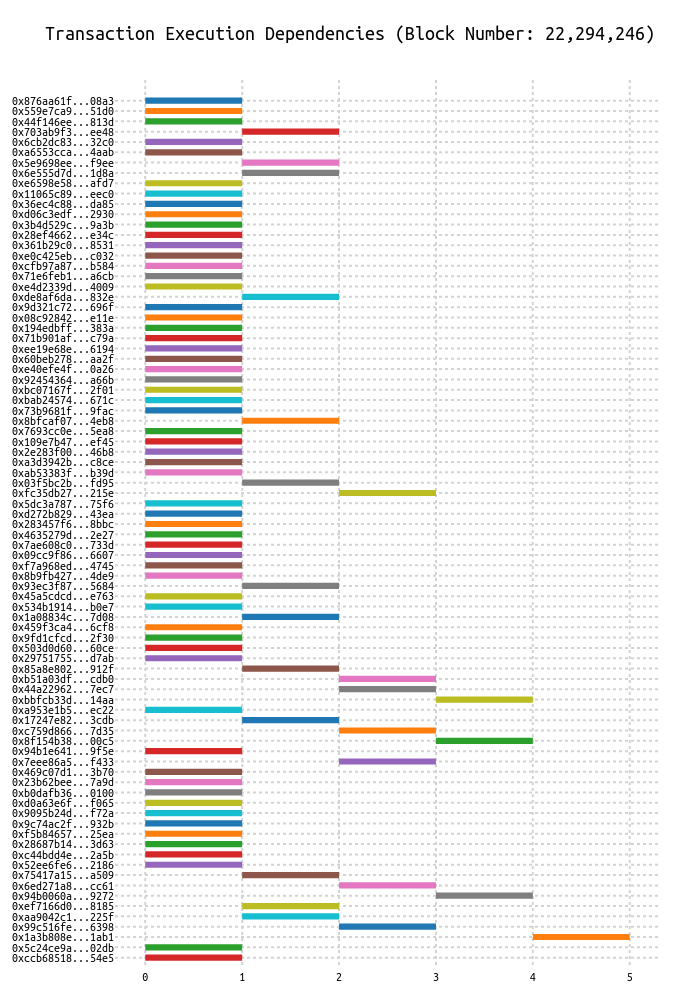 Transaction Execution Dependencies (Block Number: 22,294,246)
0x876aa61f...08a3
0x559e7ca9...51d0
0x44f146ee...813d
0x703ab9f3...ee48
0x6cb2dc83...32c0
0xa6553cca...4aab
0x5e9698ee...f9ee
0x6e555d7d...1d8a
0xe6598e58...afd7
0x11065c89...eec0
0x36ec4c88...da85
0xd06c3edf...2930
0x3b4d529c...9a3b
0x28ef4662...e34c
0x361b29c0...8531
0xe0c425eb...c032
0xcfb97a87...b584
0x71e6feb1...a6cb
0xe4d2339d...4009
0xde8af6da...832e
0x9d321c72...696f
0x08c92842...e11e
0x194edbff...383a
0x71b901af...c79a
0xee19e68e...6194
0x60beb278...aa2f
0xe40efe4f...0a26
0x92454364...a66b
0xbc07167f...2f01
0xbab24574...671c
0x73b9681f...9fac
0x8bfcaf07...4eb8
0x7693cc0e...5ea8
0x109e7b47...ef45
0x2e283f00...46b8
0xa3d3942b...c8ce
0xab53383f...b39d
0x03f5bc2b...fd95
0xfc35db27...215e
0x5dc3a787...75f6
0xd272b829...43ea
0x283457f6...8bbc
0x4635279d...2e27
0x7ae608c0...733d
0x09cc9f86...6607
0xf7a968ed...4745
0x8b9fb427...4de9
0x93ec3f87...5684
0x45a5cdcd...e763
0x534b1914...b0e7
0x1a08834c...7d08
0x459f3ca4...6cf8
0x9fd1cfcd...2f30
0x503d0d60...60ce
0x29751755...d7ab
0x85a8e802...912f
0xb51a03df...cdb0
0x44a22962...7ec7
0xbbfcb33d...14aa
0xa953e1b5...ec22
0x17247e82...3cdb
0xc759d866...7d35
0x8f154b38...00c5
0x94b1e641...9f5e
0x7eee86a5...f433
0x469c07d1...3b70
0x23b62bee...7a9d
0xb0dafb36...0100
0xd0a63e6f...f065
0x9095b24d...f72a
0x9c74ac2f...932b
0xf5b84657...25ea
0x28687b14...3d63
0xc44bdd4e...2a5b
0x52ee6fe6...2186
0x75417a15...a509
0x6ed271a8...cc61
0x94b0060a...9272
0xef7166d0...8185
0xaa9042c1...225f
0x99c516fe...6398
0x1a3b808e...1ab1
0x5c24ce9a...02db
0xccb68518...54e5
0 1 2 3 4 5